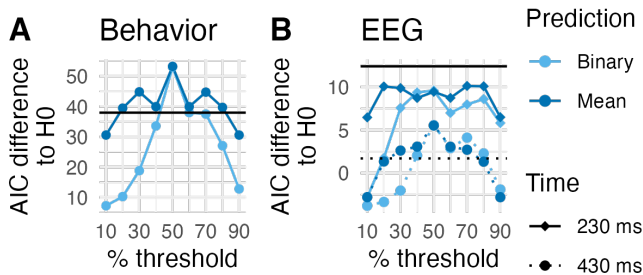 A
Behavior
AIC difference
to H0
50
40
30
20
10
10 30 50 70 90
% threshold
B
EEG
AIC difference
to H0
10
5
0
10 30 50 70 90
% threshold
Prediction
Binary
Mean
Time
230 ms
430 ms